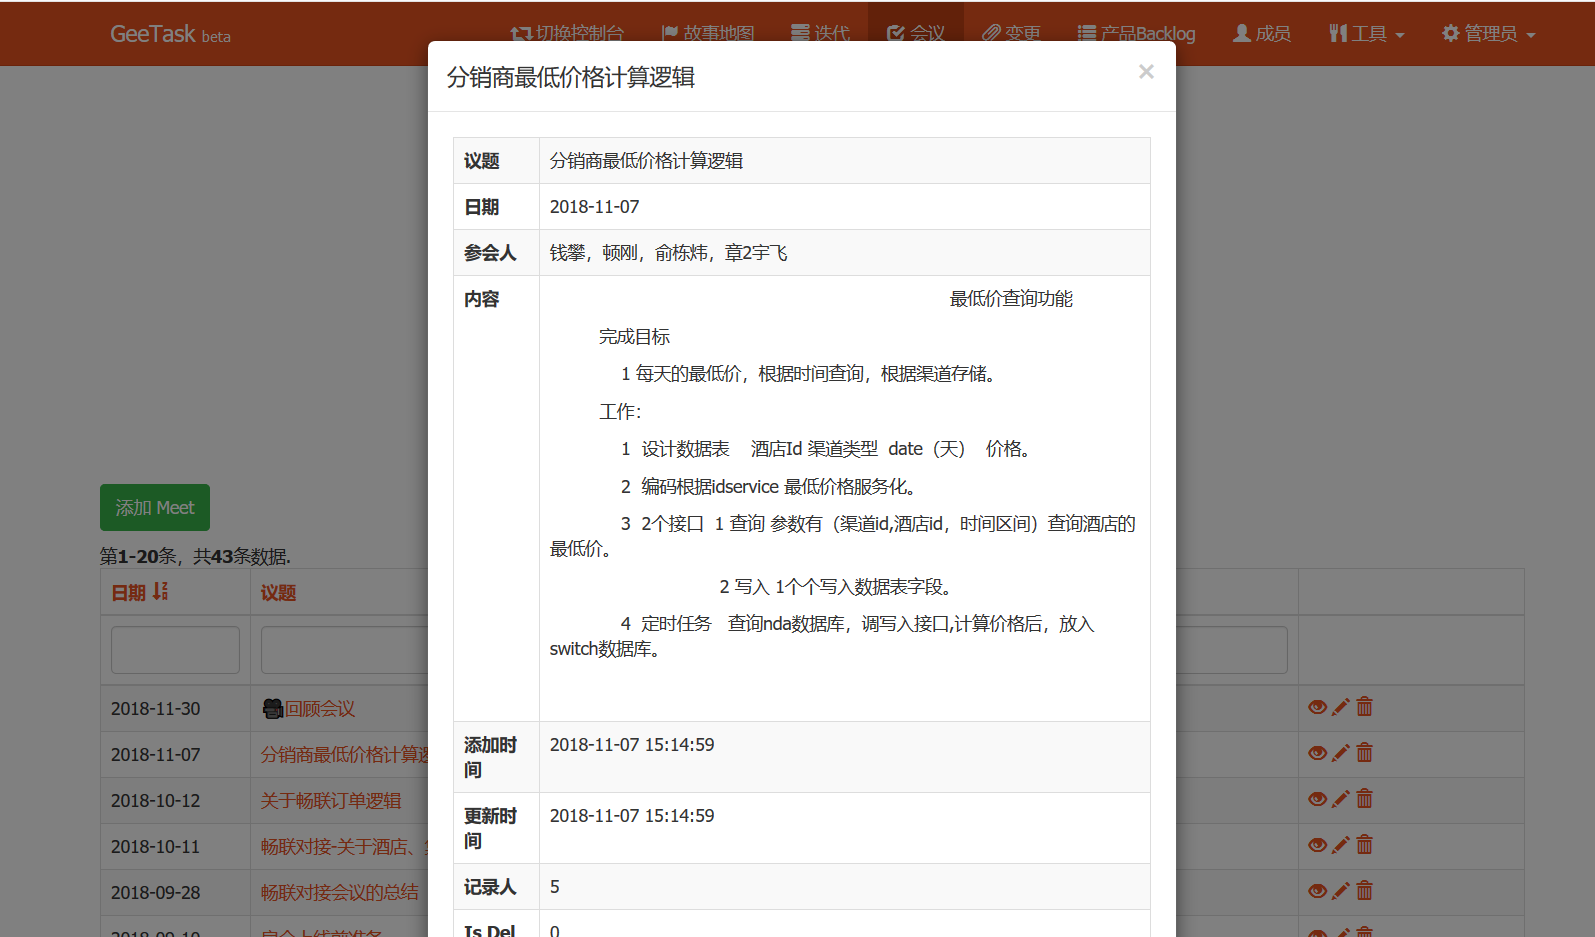 GeeTask beta
切换控制台 故事地图 迭代 会议 变更 产品Backlog 成员 工具 管理员
分销商最低价格计算逻辑 ×
议题 分销商最低价格计算逻辑
日期 2018-11-07
参会人 钱攀，顿刚，俞栋炜，章2宇飞
内容 最低价查询功能
完成目标
1 每天的最低价，根据时间查询，根据渠道存储。
工作：
1 设计数据表 酒店Id 渠道类型 date（天） 价格。
2 编码根据idservice 最低价格服务化。
3 2个接口 1 查询 参数有（渠道id,酒店id，时间区间）查询酒店的
最低价。
2 写入 1个个写入数据表字段。
4 定时任务 查询nda数据库，调写入接口,计算价格后，放入
switch数据库。
添加时
间 2018-11-07 15:14:59
更新时
间 2018-11-07 15:14:59
记录人 5
Is Del 0
添加 Meet
第1-20条，共43条数据.
日期 议题
2018-11-30 回顾会议
2018-11-07 分销商最低价格计算
2018-10-12 关于畅联订单逻辑
2018-10-11 畅联对接-关于酒店、
2018-09-28 畅联对接会议的总结